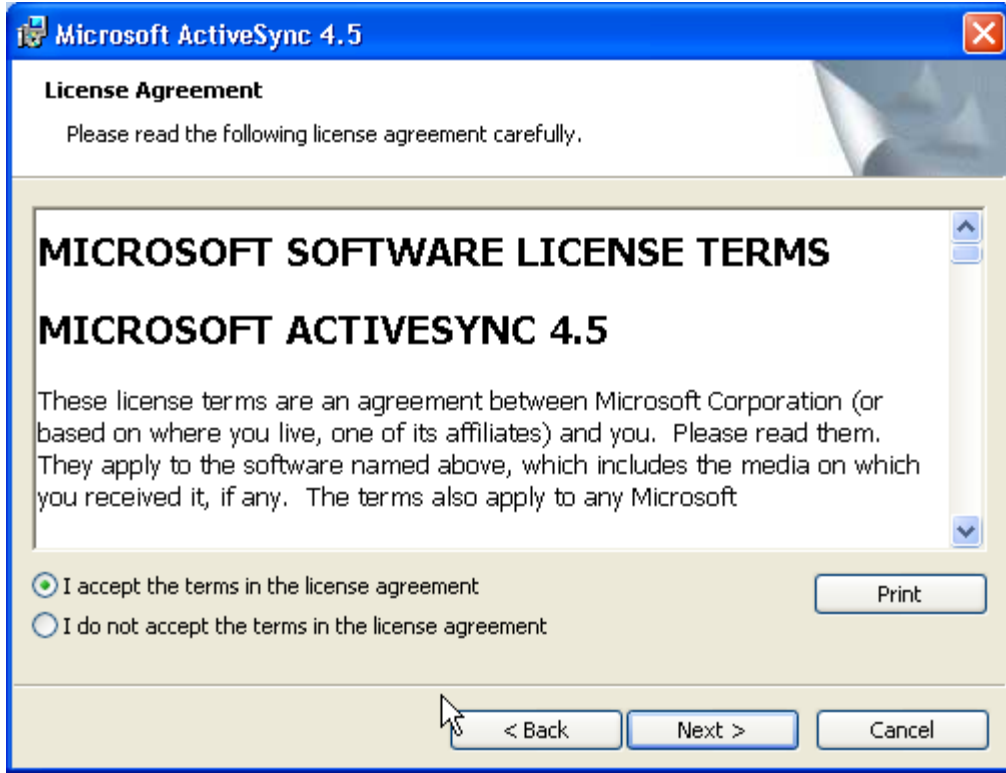 Microsoft ActiveSync 4.5
License Agreement
Please read the following license agreement carefully.
MICROSOFT SOFTWARE LICENSE TERMS
MICROSOFT ACTIVESYNC 4.5
These license terms are an agreement between Microsoft Corporation (or
based on where you live, one of its affiliates) and you.  Please read them.
They apply to the software named above, which includes the media on which
you received it, if any.  The terms also apply to any Microsoft
I accept the terms in the license agreement
Print
I do not accept the terms in the license agreement
< Back
Next >
Cancel